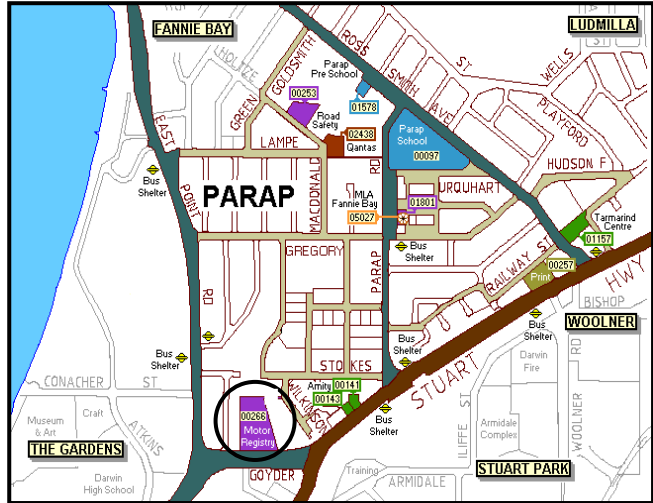 FANNIE BAY
LUDMILLA
GOLDSMITH
ROSS
SMITH
AVE
ST
WELLS
HOLTZE
GREEN
Parap
Pre School
01578
00253
Road
Safety
02438
Qantas
LAMPE
Parap
School
00097
PLAYFORD
HUDSON F
EAST
POINT
RD
Bus
Shelter
PARAP
MACDONALD
RD
PARAP
MLA
Fannie Bay
05027
01801
URQUHART
Tarmarind
Centre
01157
GREGORY
Bus
Shelter
RAILWAY ST
00257
Print
HWY
STUART
BISHOP
WOOLNER
Bus
Shelter
Bus
Shelter
Bus
Shelter
STOKES
Darwin
Fire
RD
WOOLNER
CONACHER ST
WILKINSON
Amity
00141
00143
Bus
Shelter
Museum
& Art
Craft
ATKINS
00266
Motor
Registry
THE GARDENS
Armidale
Complex
ILIFFE ST
STUART PARK
Darwin
High School
GOYDER
Training
ARMIDALE